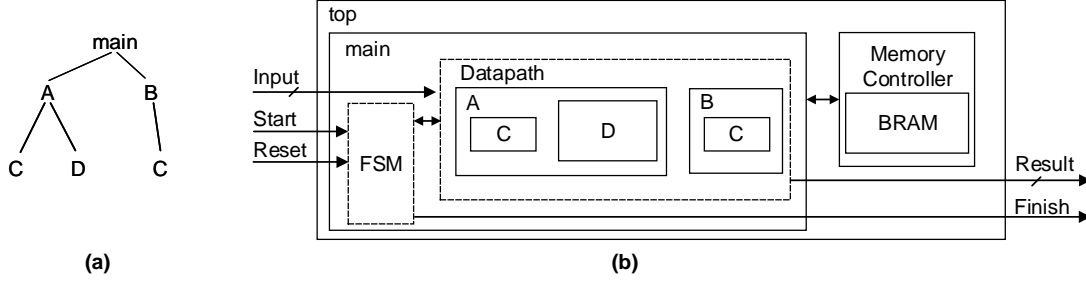 main
A B
C D C
(a)
top
main
Memory
Controller
BRAM
Input
Start
Reset
Datapath
A
C
D
B
C
FSM
Result
Finish
(b)